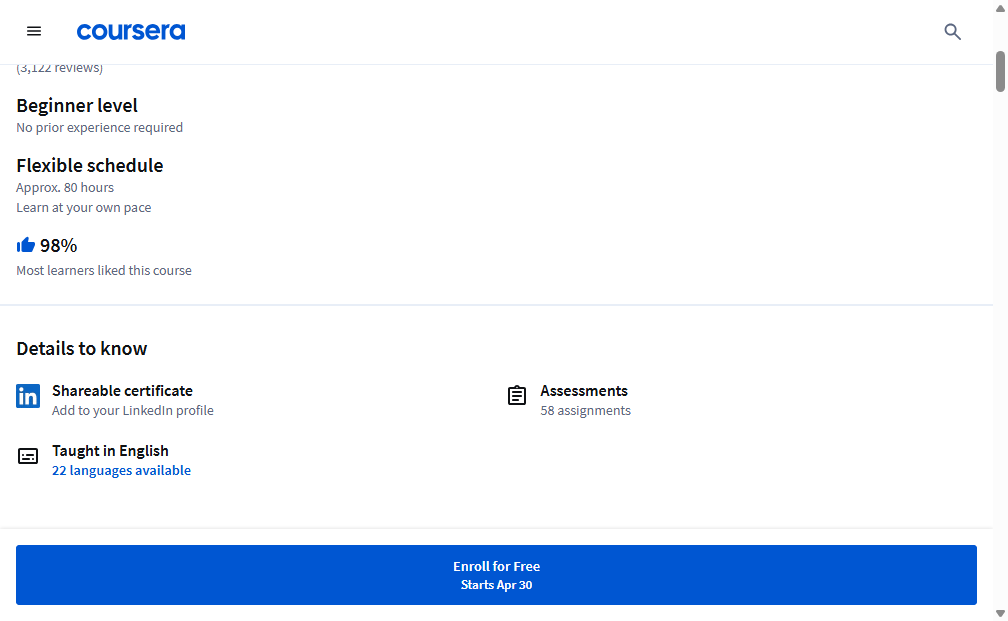 coursera
(3,122 reviews)
Beginner level
No prior experience required
Flexible schedule
Approx. 80 hours
Learn at your own pace
98%
Most learners liked this course
Details to know
in
Shareable certificate
Add to your LinkedIn profile
Assessments
58 assignments
Taught in English
22 languages available
Enroll for Free
Starts Apr 30